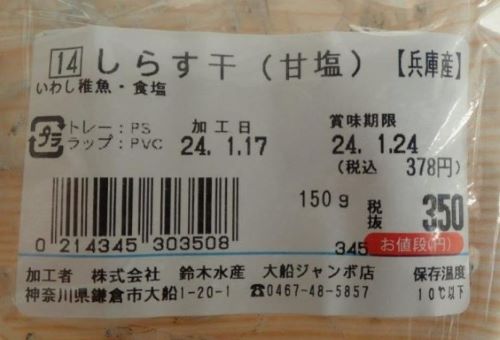 14 しらす干（甘塩）【兵庫産】
いわし稚魚・食塩
プラ トレー：PS 加工日 賞味期限
ラップ：PVC 24. 1.17 24. 1.24
(税込 378円)
150g 税抜 350
0 214345 303508 345 お値段(円)
加工者 株式会社 鈴木水産 大船ジャンボ店 保存温度
神奈川県鎌倉市大船1-20-1 ☎0467-48-5857 10℃以下